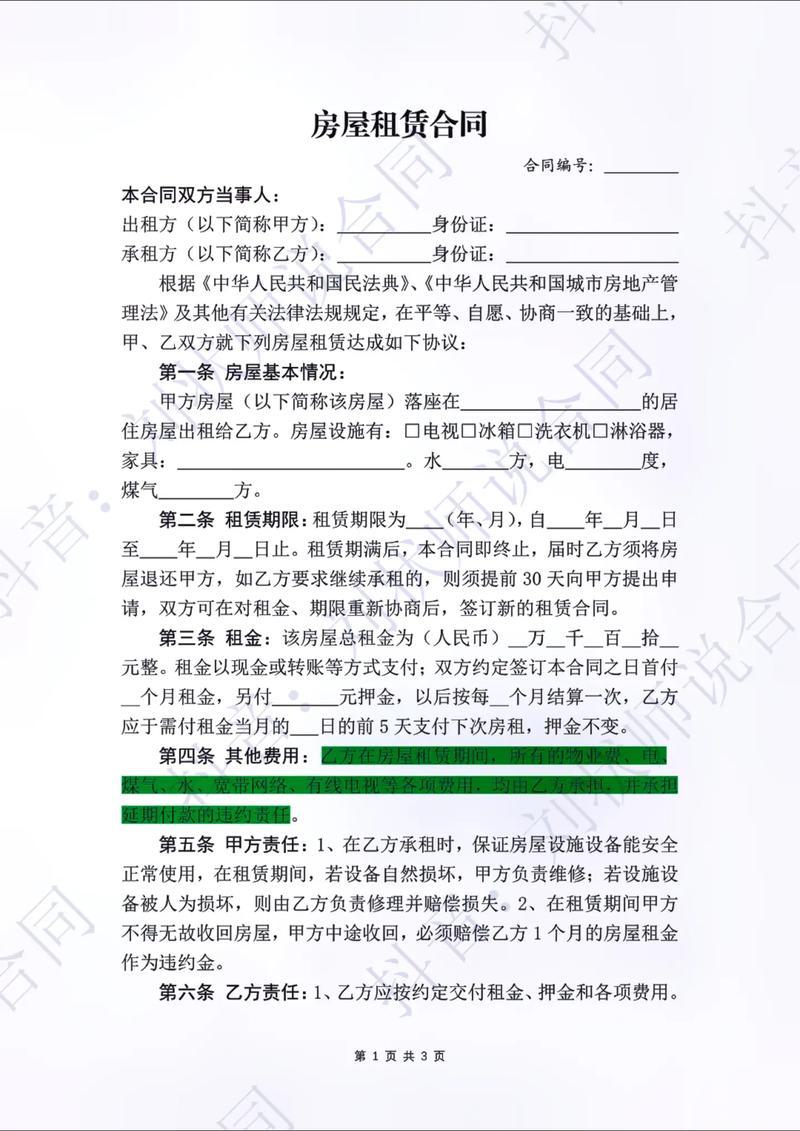 房屋租赁合同
合同编号：________
本合同双方当事人：
出租方（以下简称甲方）：__________身份证：__________________
承租方（以下简称乙方）：__________身份证：__________________
根据《中华人民共和国民法典》、《中华人民共和国城市房地产管
理法》及其他有关法律法规规定，在平等、自愿、协商一致的基础上，
甲、乙双方就下列房屋租赁达成如下协议：
第一条 房屋基本情况：
甲方房屋（以下简称该房屋）落座在___________________的居
住房屋出租给乙方。房屋设施有：□电视□冰箱□洗衣机□淋浴器，
家具：________________________。水_______方，电________度，
煤气________方。
第二条 租赁期限：租赁期限为____（年、月），自____年__月__日
至____年__月__日止。租赁期满后，本合同即终止，届时乙方须将房
屋退还甲方，如乙方要求继续承租的，则须提前 30 天向甲方提出申
请，双方可在对租金、期限重新协商后，签订新的租赁合同。
第三条 租金：该房屋总租金为（人民币）__万__千__百__拾__
元整。租金以现金或转账等方式支付；双方约定签订本合同之日首付
__个月租金，另付_______元押金，以后按每__个月结算一次，乙方
应于需付租金当月的___日的前 5 天支付下次房租，押金不变。
第四条 其他费用：乙方在房屋租赁期间，所有的物业费、电、
煤气、水、宽带网络、有线电视等各项费用，均由乙方承担，并承担
延期付款的违约责任。
第五条 甲方责任：1、在乙方承租时，保证房屋设施设备能安全
正常使用，在租赁期间，若设备自然损坏，甲方负责维修；若设施设
备被人为损坏，则由乙方负责修理并赔偿损失。2、在租赁期间甲方
不得无故收回房屋，甲方中途收回，必须赔偿乙方 1 个月的房屋租金
作为违约金。
第六条 乙方责任：1、乙方应按约定交付租金、押金和各项费用。
第 1 页 共 3 页
抖音：刘状师说合同
抖音：刘状师说合同